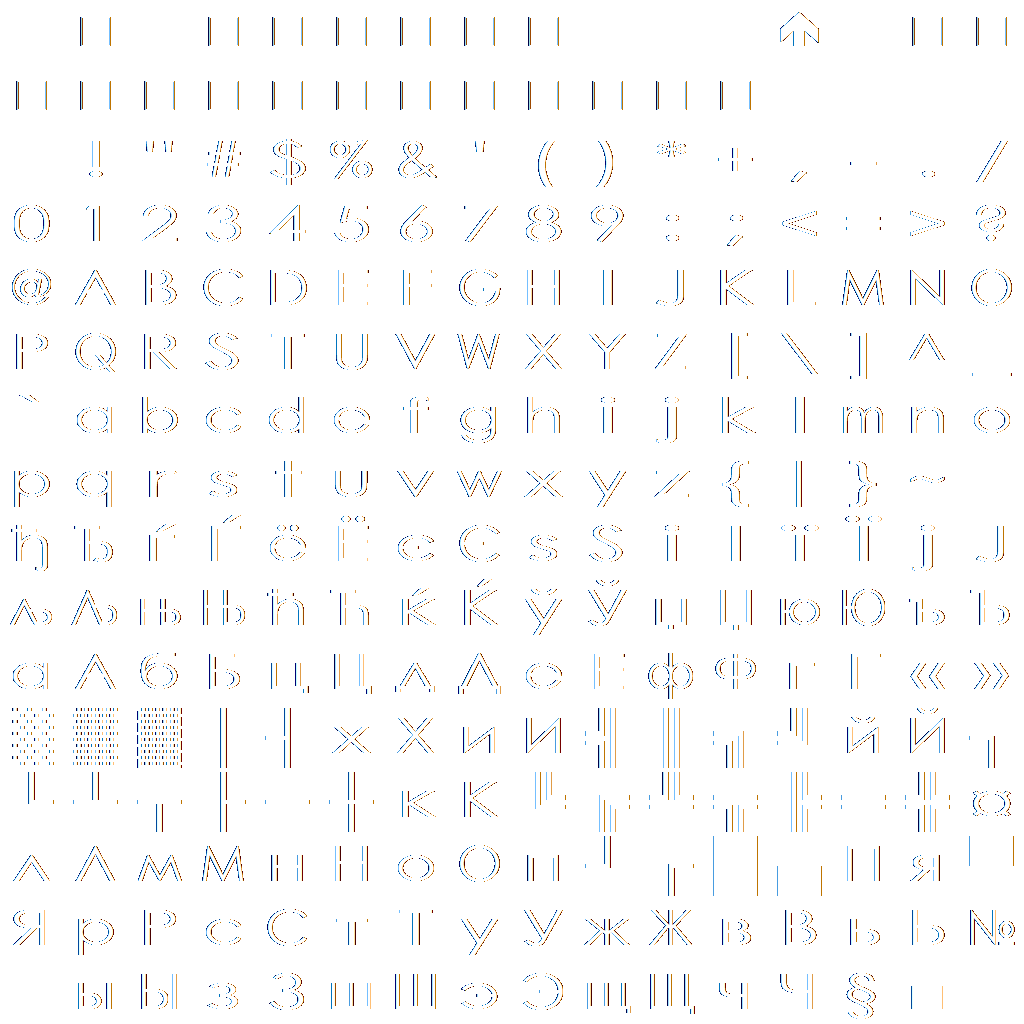 ! " # $ % & ' ( ) * + , - . /
0 1 2 3 4 5 6 7 8 9 : ; < = > ?
@ A B C D E F G H I J K L M N O
P Q R S T U V W X Y Z [ \ ] ^ _
` a b c d e f g h i j k l m n o
p q r s t u v w x y z { | } ~
ђ Ђ ѓ Ѓ ё Ё є Є ѕ Ѕ і І ї Ї ј Ј
љ Љ њ Њ ћ Ћ ќ Ќ ў Ў џ Џ ю Ю ъ Ъ
а А б Б ц Ц д Д е Е ф Ф г Г « »
░ ▒ ▓ │ ┤ х Х и И ╣ ║ ╗ ╝ й Й ┐
└ ┴ ┬ ├ ─ ┼ к К ╚ ╔ ╩ ╦ ╠ ═ ╬ ¤
л Л м М н Н о О п ┘ ┌ █ ▄ П я ▀
Я р Р с С т Т у У ж Ж в В ь Ь №
ы Ы з З ш Ш э Э щ Щ ч Ч § ■